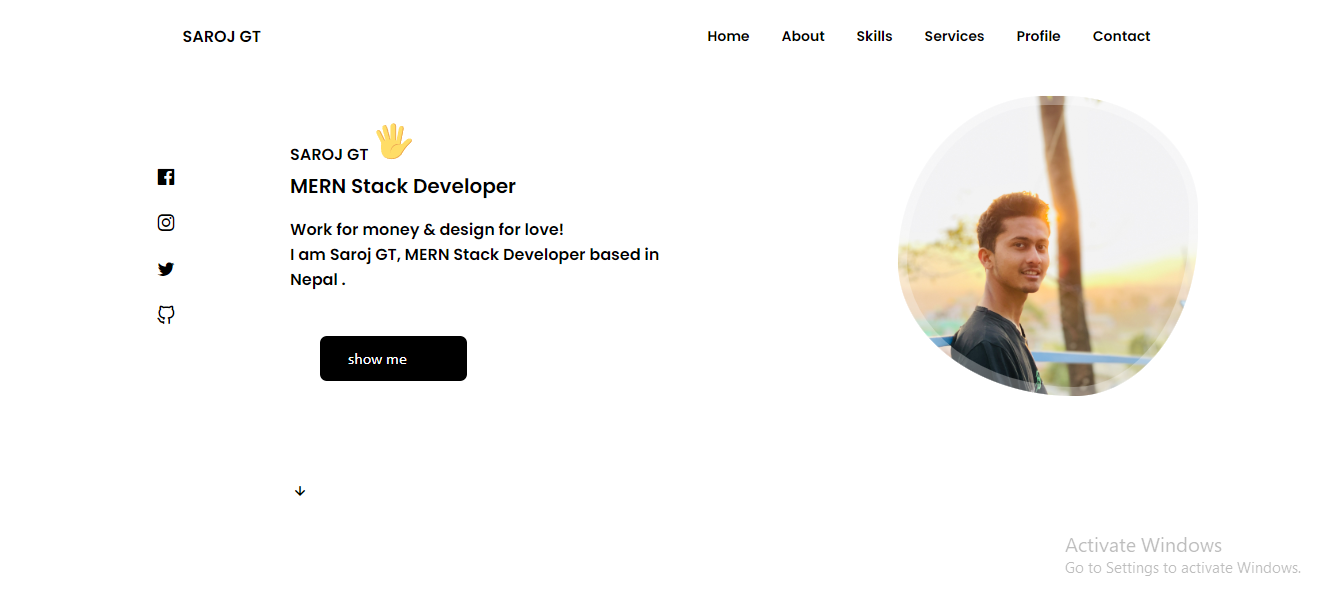 SAROJ GT
Home About Skills Services Profile Contact
SAROJ GT
MERN Stack Developer
Work for money & design for love!
I am Saroj GT, MERN Stack Developer based in
Nepal .
show me
Activate Windows
Go to Settings to activate Windows.